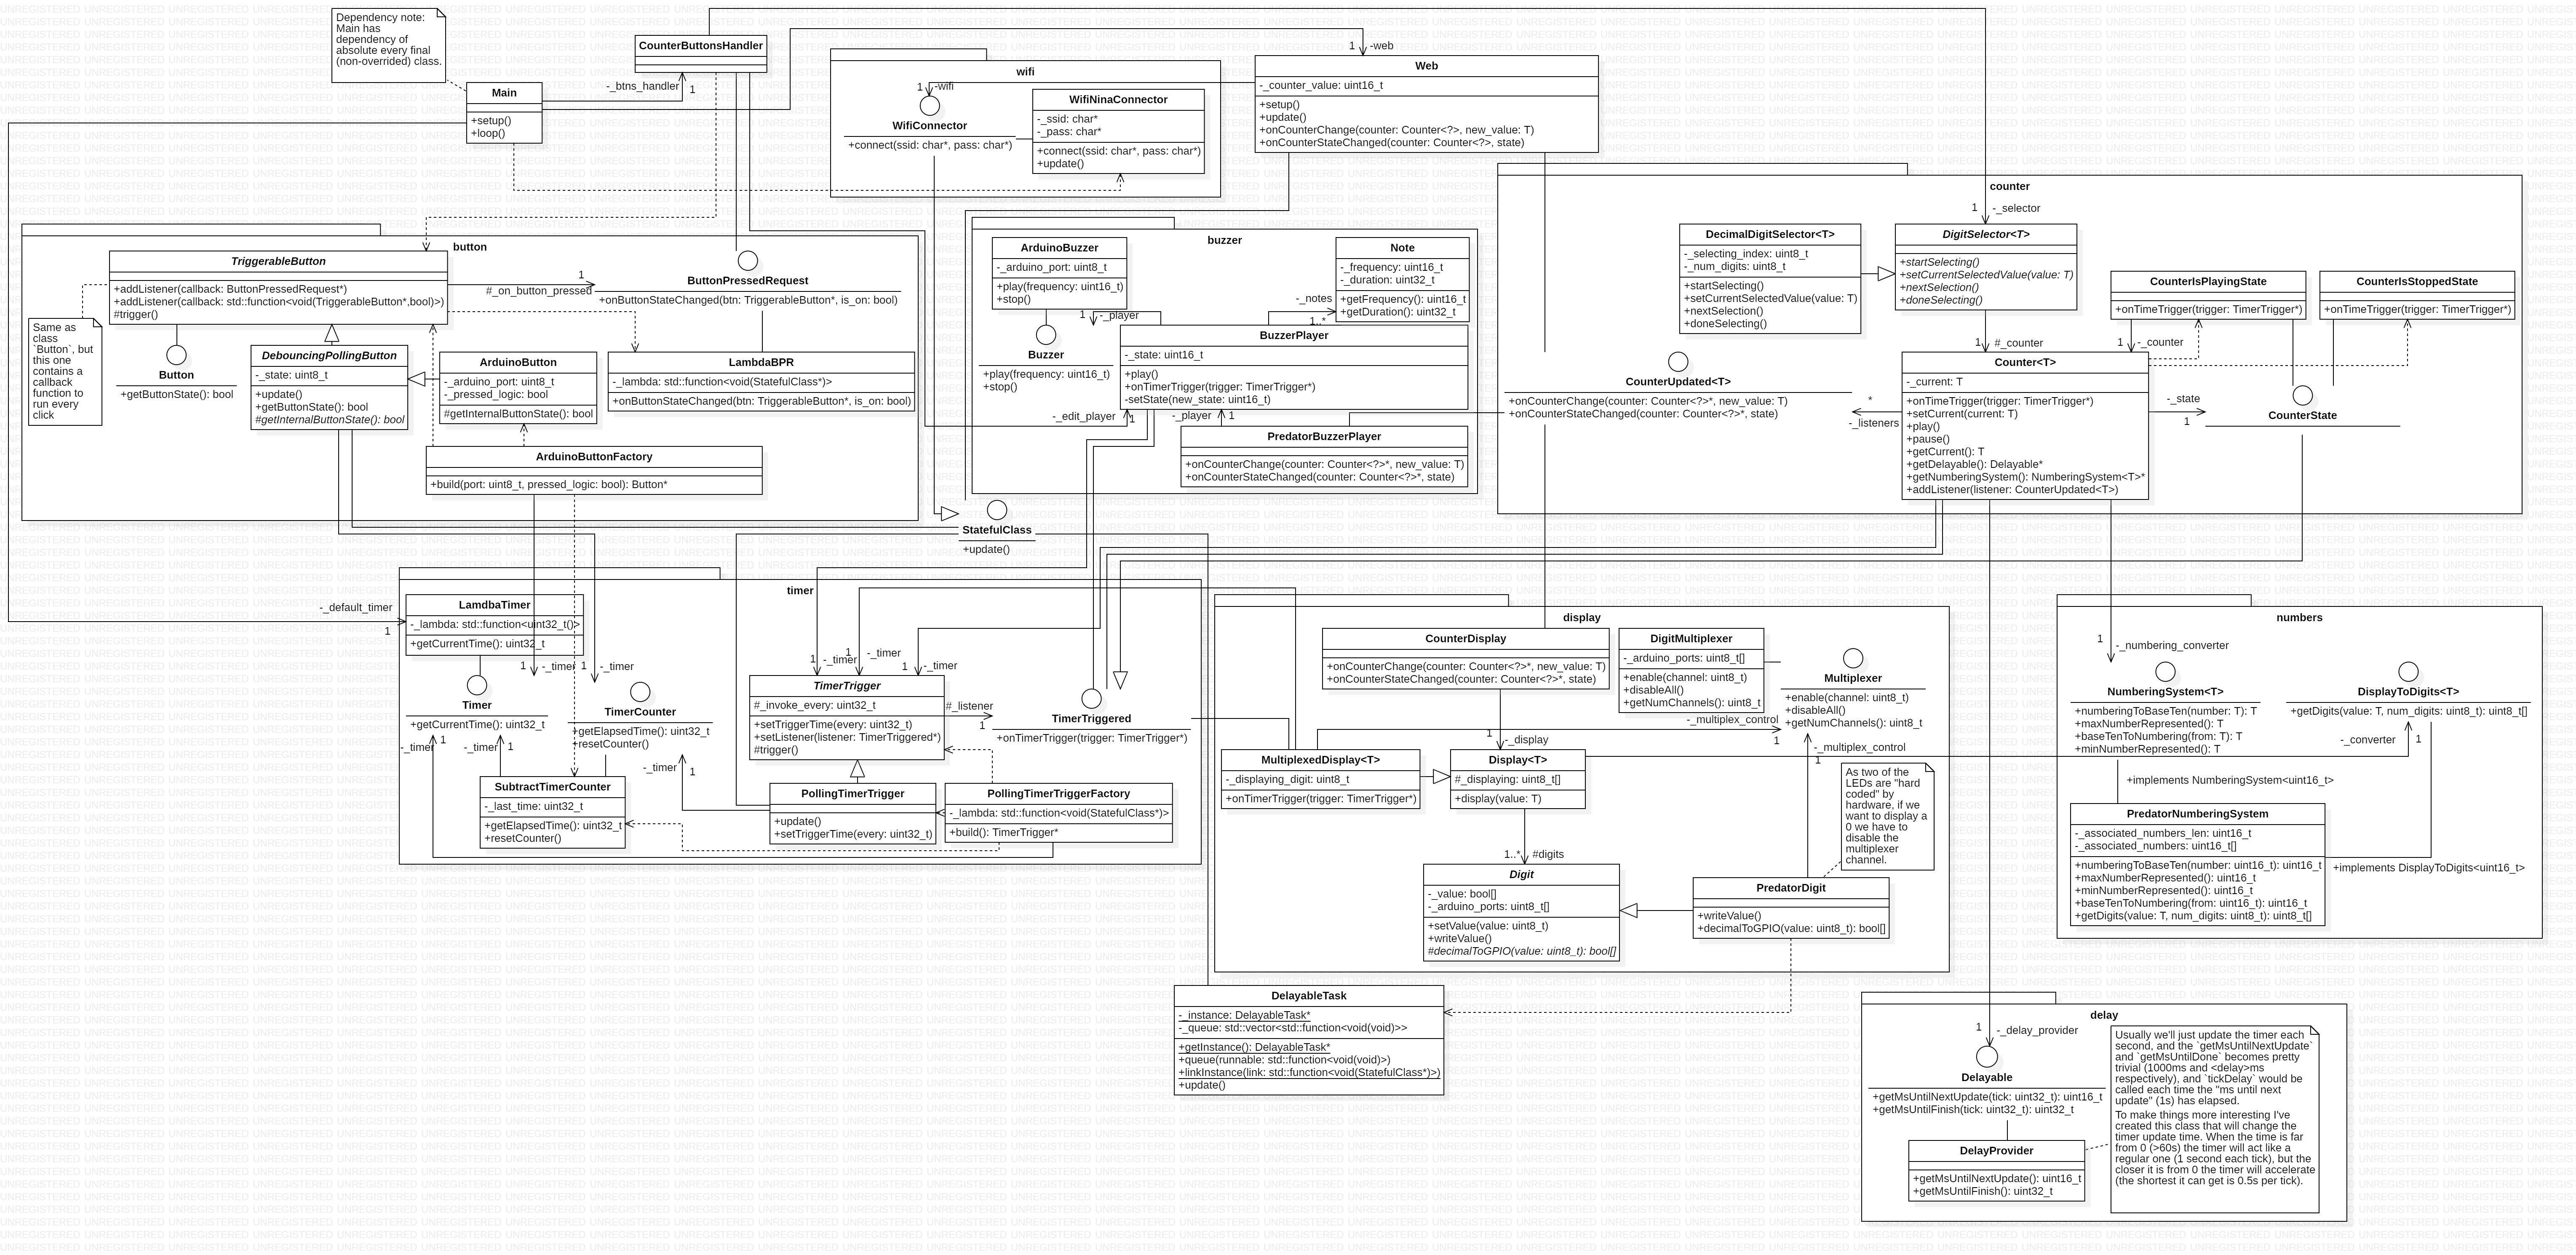 Dependency note:
Main has
dependency of
absolute every final
(non-overrided) class.
Main
+setup()
+loop()
CounterButtonsHandler
-_btns_handler
1
1
-web
Web
-_counter_value: uint16_t
+setup()
+update()
+onCounterChange(counter: Counter<?>, new_value: T)
+onCounterStateChanged(counter: Counter<?>, state)
wifi
1
-wifi
WifiConnector
+connect(ssid: char*, pass: char*)
WifiNinaConnector
-_ssid: char*
-_pass: char*
+connect(ssid: char*, pass: char*)
+update()
button
TriggerableButton
+addListener(callback: ButtonPressedRequest*)
+addListener(callback: std::function<void(TriggerableButton*,bool)>)
#trigger()
1
#_on_button_pressed
ButtonPressedRequest
+onButtonStateChanged(btn: TriggerableButton*, is_on: bool)
Same as
class
`Button`, but
this one
contains a
callback
function to
run every
click
Button
+getButtonState(): bool
DebouncingPollingButton
-_state: uint8_t
+update()
+getButtonState(): bool
#getInternalButtonState(): bool
ArduinoButton
-_arduino_port: uint8_t
-_pressed_logic: bool
#getInternalButtonState(): bool
LambdaBPR
-_lambda: std::function<void(StatefulClass*)>
+onButtonStateChanged(btn: TriggerableButton*, is_on: bool)
ArduinoButtonFactory
+build(port: uint8_t, pressed_logic: bool): Button*
buzzer
ArduinoBuzzer
-_arduino_port: uint8_t
+play(frequency: uint16_t)
+stop()
Note
-_frequency: uint16_t
-_duration: uint32_t
+getFrequency(): uint16_t
+getDuration(): uint32_t
-_notes
1..*
1
-_player
Buzzer
+play(frequency: uint16_t)
+stop()
BuzzerPlayer
-_state: uint16_t
+play()
+onTimerTrigger(trigger: TimerTrigger*)
-setState(new_state: uint16_t)
-_edit_player
1
-_player
1
PredatorBuzzerPlayer
+onCounterChange(counter: Counter<?>*, new_value: T)
+onCounterStateChanged(counter: Counter<?>*, state)
StatefulClass
+update()
counter
1
-_selector
DecimalDigitSelector<T>
-_selecting_index: uint8_t
-_num_digits: uint8_t
+startSelecting()
+setCurrentSelectedValue(value: T)
+nextSelection()
+doneSelecting()
DigitSelector<T>
+startSelecting()
+setCurrentSelectedValue(value: T)
+nextSelection()
+doneSelecting()
CounterIsPlayingState
+onTimeTrigger(trigger: TimerTrigger*)
CounterIsStoppedState
+onTimeTrigger(trigger: TimerTrigger*)
1
#_counter
1
-_counter
CounterUpdated<T>
+onCounterChange(counter: Counter<?>*, new_value: T)
+onCounterStateChanged(counter: Counter<?>*, state)
*
-_listeners
Counter<T>
-_current: T
+onTimeTrigger(trigger: TimerTrigger*)
+setCurrent(current: T)
+play()
+pause()
+getCurrent(): T
+getDelayable(): Delayable*
+getNumberingSystem(): NumberingSystem<T>*
+addListener(listener: CounterUpdated<T>)
-_state
1
CounterState
timer
-_default_timer
1
LamdbaTimer
-_lambda: std::function<uint32_t()>
+getCurrentTime(): uint32_t
1
-_timer
1
-_timer
Timer
+getCurrentTime(): uint32_t
TimerCounter
+getElapsedTime(): uint32_t
+resetCounter()
-_timer
1
-_timer
1
-_timer
1
SubtractTimerCounter
-_last_time: uint32_t
+getElapsedTime(): uint32_t
+resetCounter()
1
-_timer
1
-_timer
1
-_timer
TimerTrigger
#_invoke_every: uint32_t
+setTriggerTime(every: uint32_t)
+setListener(listener: TimerTriggered*)
#trigger()
#_listener
1
TimerTriggered
+onTimerTrigger(trigger: TimerTrigger*)
PollingTimerTrigger
+update()
+setTriggerTime(every: uint32_t)
PollingTimerTriggerFactory
-_lambda: std::function<void(StatefulClass*)>
+build(): TimerTrigger*
display
CounterDisplay
+onCounterChange(counter: Counter<?>*, new_value: T)
+onCounterStateChanged(counter: Counter<?>*, state)
DigitMultiplexer
-_arduino_ports: uint8_t[]
+enable(channel: uint8_t)
+disableAll()
+getNumChannels(): uint8_t
Multiplexer
+enable(channel: uint8_t)
+disableAll()
+getNumChannels(): uint8_t
-_multiplex_control
1
1
-_display
-_multiplex_control
1
MultiplexedDisplay<T>
-_displaying_digit: uint8_t
+onTimerTrigger(trigger: TimerTrigger*)
Display<T>
#_displaying: uint8_t[]
+display(value: T)
As two of the
LEDs are "hard
coded" by
hardware, if we
want to display a
0 we have to
disable the
multiplexer
channel.
1..*
#digits
Digit
-_value: bool[]
-_arduino_ports: uint8_t[]
+setValue(value: uint8_t)
+writeValue()
#decimalToGPIO(value: uint8_t): bool[]
PredatorDigit
+writeValue()
+decimalToGPIO(value: uint8_t): bool[]
numbers
1
-_numbering_converter
NumberingSystem<T>
+numberingToBaseTen(number: T): T
+maxNumberRepresented(): T
+baseTenToNumbering(from: T): T
+minNumberRepresented(): T
DisplayToDigits<T>
+getDigits(value: T, num_digits: uint8_t): uint8_t[]
-_converter
1
+implements NumberingSystem<uint16_t>
PredatorNumberingSystem
-_associated_numbers_len: uint16_t
-_associated_numbers: uint16_t[]
+numberingToBaseTen(number: uint16_t): uint16_t
+maxNumberRepresented(): uint16_t
+minNumberRepresented(): uint16_t
+baseTenToNumbering(from: uint16_t): uint16_t
+getDigits(value: T, num_digits: uint8_t): uint8_t[]
+implements DisplayToDigits<uint16_t>
DelayableTask
-_instance: DelayableTask*
-_queue: std::vector<std::function<void(void)>>
+getInstance(): DelayableTask*
+queue(runnable: std::function<void(void)>)
+linkInstance(link: std::function<void(StatefulClass*)>)
+update()
delay
1
-_delay_provider
Delayable
+getMsUntilNextUpdate(tick: uint32_t): uint16_t
+getMsUntilFinish(tick: uint32_t): uint32_t
DelayProvider
+getMsUntilNextUpdate(): uint16_t
+getMsUntilFinish(): uint32_t
Usually we'll just update the timer each
second, and the `getMsUntilNextUpdate`
and `getMsUntilDone` becomes pretty
trivial (1000ms and <delay>ms
respectively), and `tickDelay` would be
called each time the "ms until next
update" (1s) has elapsed.
To make things more interesting I've
created this class that will change the
timer update time. When the time is far
from 0 (>60s) the timer will act like a
regular one (1 second each tick), but the
closer it is from 0 the timer will accelerate
(the shortest it can get is 0.5s per tick).